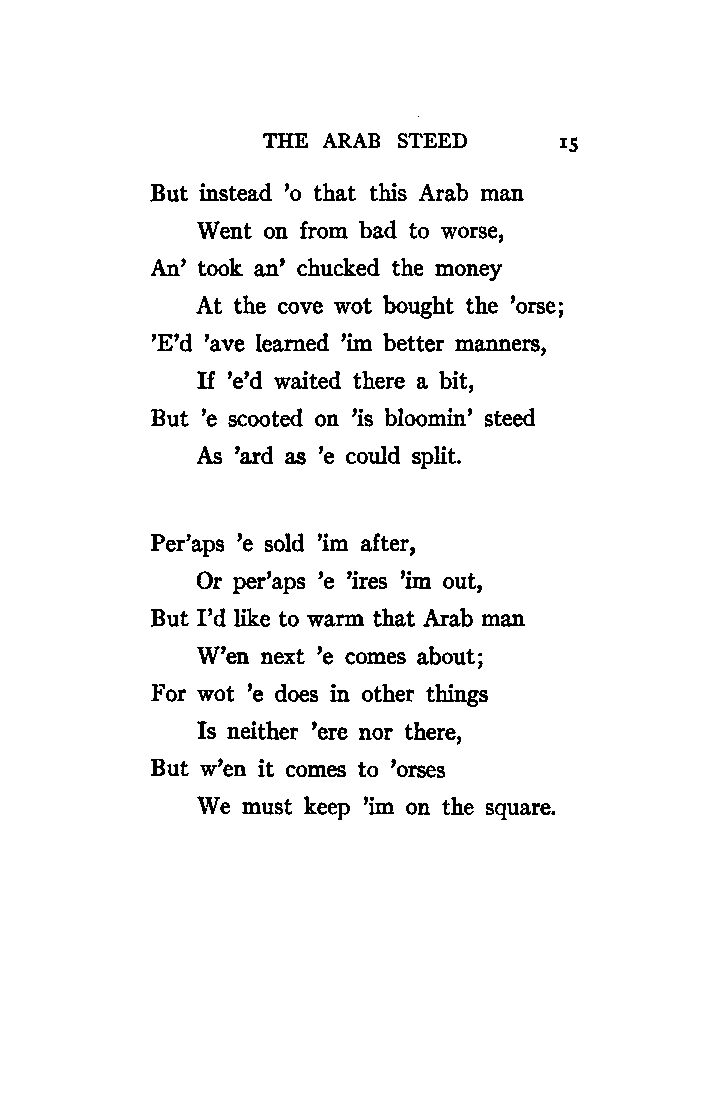 THE ARAB STEED 15
But instead ’o that this Arab man
Went on from bad to worse,
An’ took an’ chucked the money
At the cove wot bought the ’orse;
’E’d ’ave learned ’im better manners,
If ’e’d waited there a bit,
But ’e scooted on ’is bloomin’ steed
As ’ard as ’e could split.
Per’aps ’e sold ’im after,
Or per’aps ’e ’ires ’im out,
But I’d like to warm that Arab man
W’en next ’e comes about;
For wot ’e does in other things
Is neither ’ere nor there,
But w’en it comes to ’orses
We must keep ’im on the square.